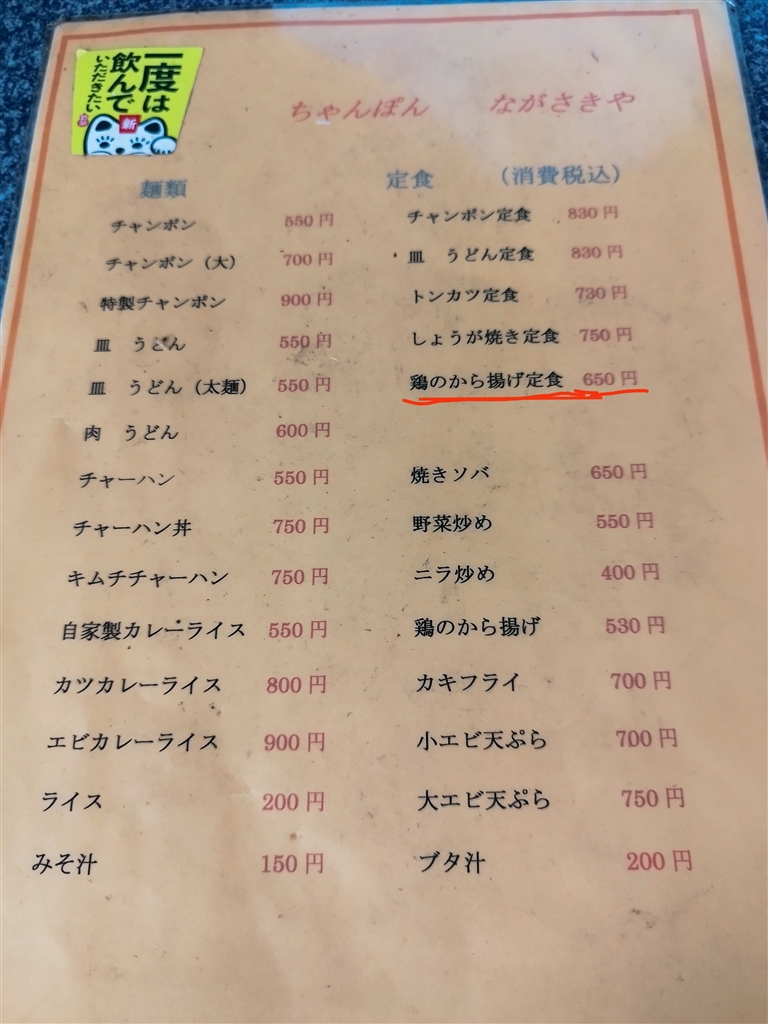 一度は
飲んで
いただきたい
新
ちゃんぽん ながさきや
麺類
チャンポン 550円
チャンポン（大） 700円
特製チャンポン 900円
皿 うどん 550円
皿 うどん（太麺） 550円
肉 うどん 600円
チャーハン 550円
チャーハン丼 750円
キムチチャーハン 750円
自家製カレーライス 550円
カツカレーライス 800円
エビカレーライス 900円
ライス 200円
みそ汁 150円
定食 （消費税込）
チャンポン定食 830円
皿 うどん定食 830円
トンカツ定食 730円
しょうが焼き定食 750円
鶏のから揚げ定食 650円
焼きソバ 650円
野菜炒め 550円
ニラ炒め 400円
鶏のから揚げ 530円
カキフライ 700円
小エビ天ぷら 700円
大エビ天ぷら 750円
ブタ汁 200円